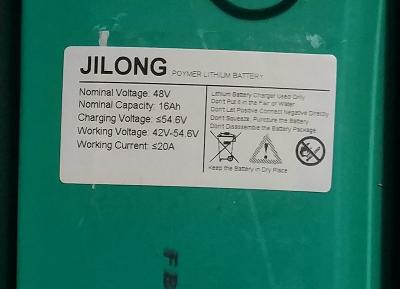 JILONG POYMER LITHIUM BATTERY
Nominal Voltage: 48V
Nominal Capacity: 16Ah
Charging Voltage: ≤54.6V
Working Voltage: 42V-54.6V
Working Current: ≤20A
Lithium Battery Charger Used Only
Don't Put it in the Fier or Water
Don't Let Positive Connect Negative Directly
Don't Squeeze, Puncture the Battery
Don't Disassemble the Battery Package
Keep the Battery in Dry Place